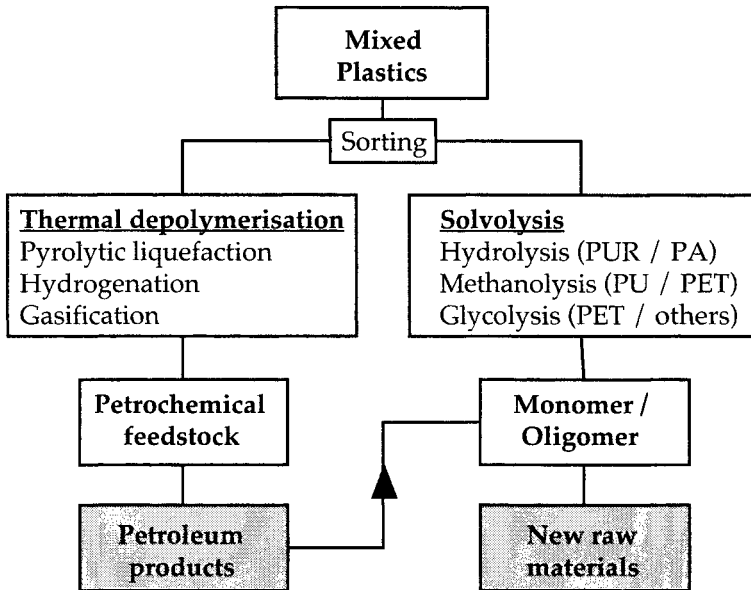 Mixed
Plastics
Sorting
Thermal depolymerisation
Pyrolytic liquefaction
Hydrogenation
Gasification
Solvolysis
Hydrolysis (PUR / PA)
Methanolysis (PU / PET)
Glycolysis (PET / others)
Petrochemical
feedstock
Monomer /
Oligomer
Petroleum
products
New raw
materials